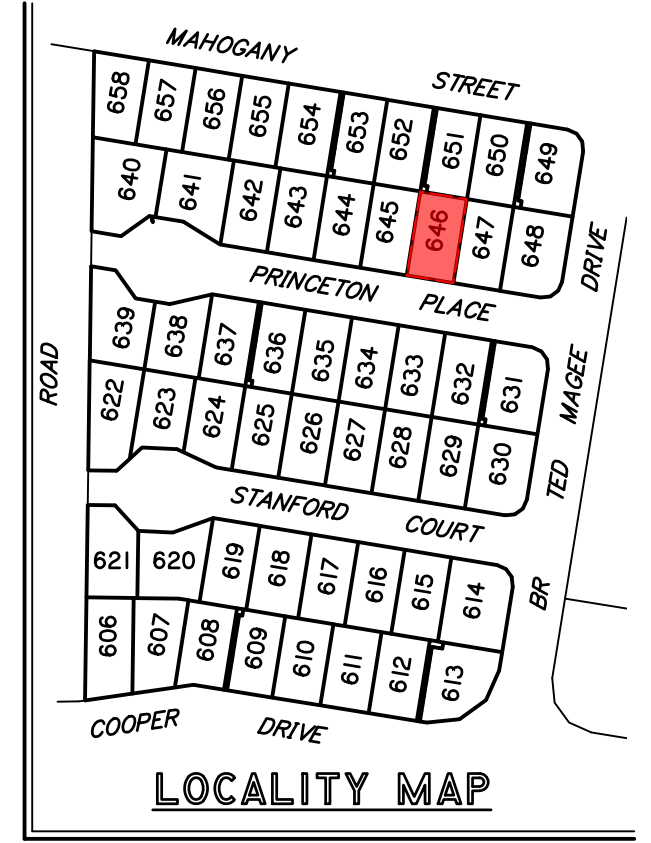 MAHOGANY STREET
658 657 656 655 654 653 652 651 650 649
640 641 642 643 644 645 646 647 648
DRIVE
PRINCETON PLACE
639 638 637 636 635 634 633 632 631
ROAD
MAGEE
622 623 624 625 626 627 628 629 630
TED
STANFORD COURT
621 620 619 618 617 616 615 614
BR
606 607 608 609 610 611 612 613
COOPER DRIVE
LOCALITY MAP